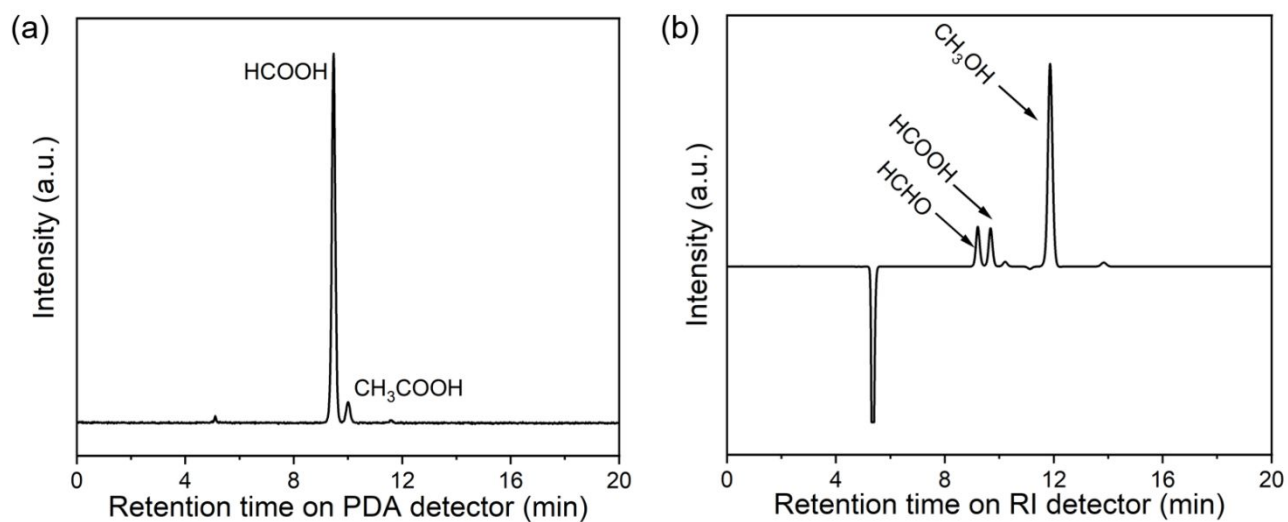 (a)
HCOOH
CH₃COOH
Intensity (a.u.)
0 4 8 12 16 20
Retention time on PDA detector (min)
(b)
CH₃OH
HCOOH
HCHO
Intensity (a.u.)
0 4 8 12 16 20
Retention time on RI detector (min)